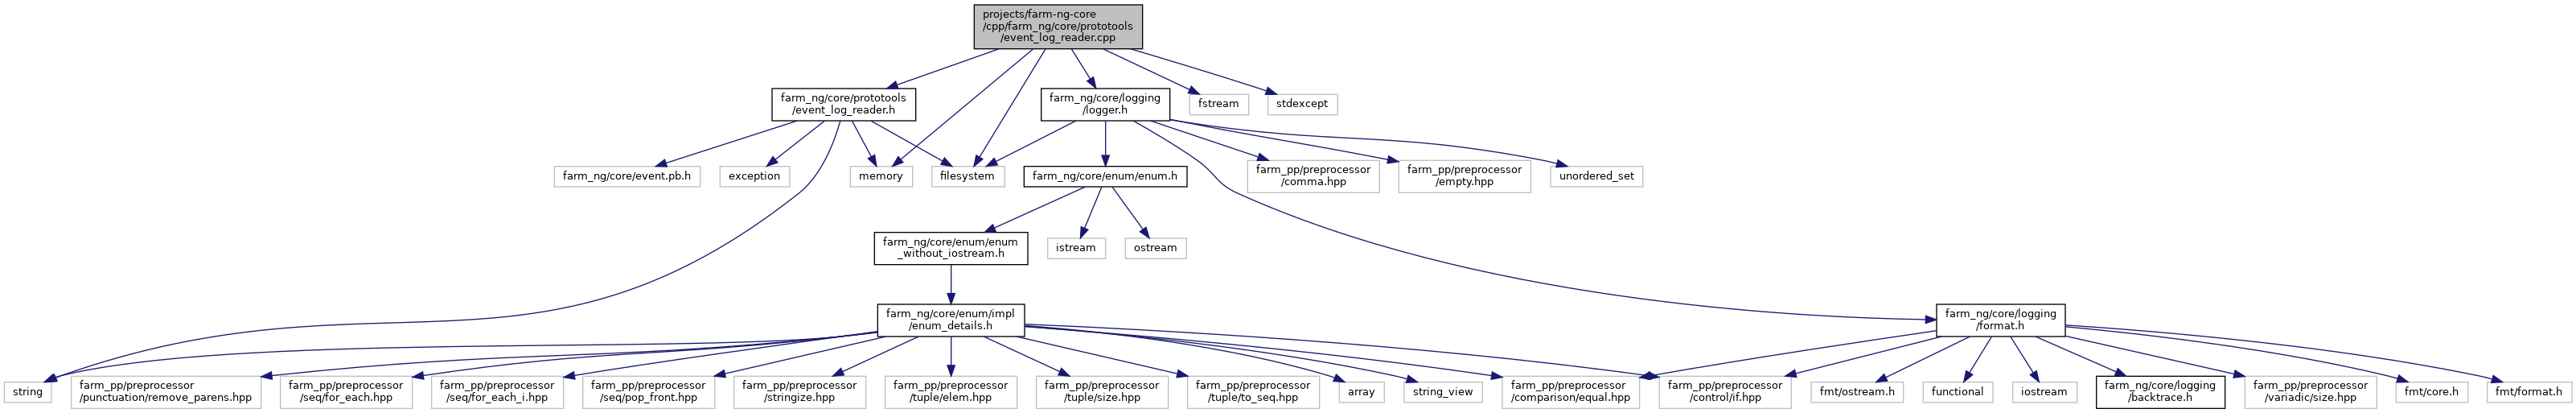 projects/farm-ng-core
/cpp/farm_ng/core/prototools
/event_log_reader.cpp
farm_ng/core/prototools
/event_log_reader.h
farm_ng/core/logging
/logger.h
fstream
stdexcept
farm_ng/core/event.pb.h
exception
memory
filesystem
farm_ng/core/enum/enum.h
farm_pp/preprocessor
/comma.hpp
farm_pp/preprocessor
/empty.hpp
unordered_set
farm_ng/core/enum/enum
_without_iostream.h
istream
ostream
farm_ng/core/enum/impl
/enum_details.h
farm_ng/core/logging
/format.h
string
farm_pp/preprocessor
/punctuation/remove_parens.hpp
farm_pp/preprocessor
/seq/for_each.hpp
farm_pp/preprocessor
/seq/for_each_i.hpp
farm_pp/preprocessor
/seq/pop_front.hpp
farm_pp/preprocessor
/stringize.hpp
farm_pp/preprocessor
/tuple/elem.hpp
farm_pp/preprocessor
/tuple/size.hpp
farm_pp/preprocessor
/tuple/to_seq.hpp
array
string_view
farm_pp/preprocessor
/comparison/equal.hpp
farm_pp/preprocessor
/control/if.hpp
fmt/ostream.h
functional
iostream
farm_ng/core/logging
/backtrace.h
farm_pp/preprocessor
/variadic/size.hpp
fmt/core.h
fmt/format.h